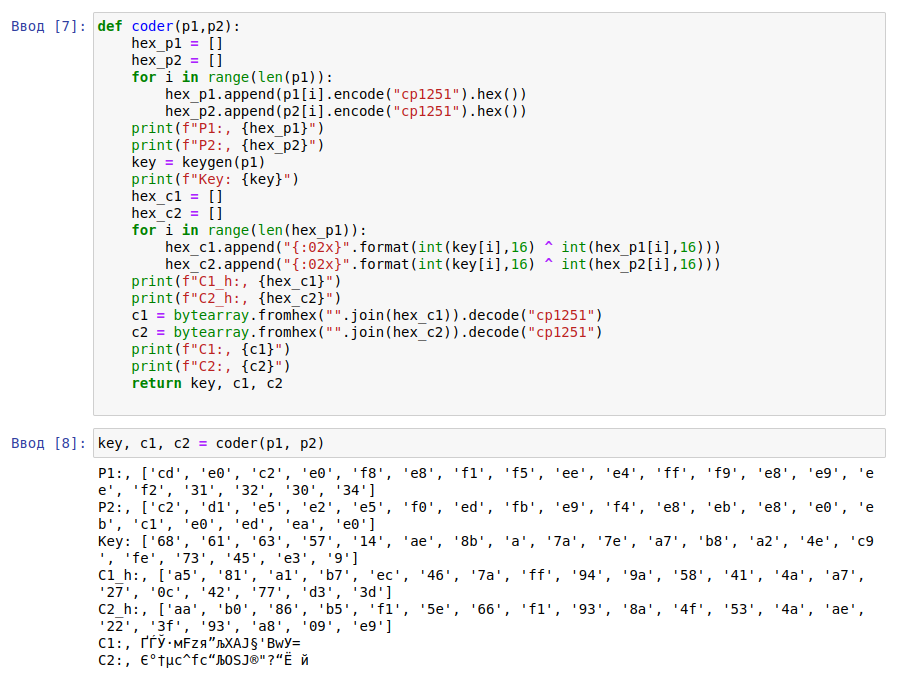 Ввод [7]: def coder(p1,p2):
    hex_p1 = []
    hex_p2 = []
    for i in range(len(p1)):
        hex_p1.append(p1[i].encode("cp1251").hex())
        hex_p2.append(p2[i].encode("cp1251").hex())
    print(f"P1:, {hex_p1}")
    print(f"P2:, {hex_p2}")
    key = keygen(p1)
    print(f"Key: {key}")
    hex_c1 = []
    hex_c2 = []
    for i in range(len(hex_p1)):
        hex_c1.append("{:02x}".format(int(key[i],16) ^ int(hex_p1[i],16)))
        hex_c2.append("{:02x}".format(int(key[i],16) ^ int(hex_p2[i],16)))
    print(f"C1_h:, {hex_c1}")
    print(f"C2_h:, {hex_c2}")
    c1 = bytearray.fromhex("".join(hex_c1)).decode("cp1251")
    c2 = bytearray.fromhex("".join(hex_c2)).decode("cp1251")
    print(f"C1:, {c1}")
    print(f"C2:, {c2}")
    return key, c1, c2
Ввод [8]: key, c1, c2 = coder(p1, p2)
P1:, ['cd', 'e0', 'c2', 'e0', 'f8', 'e8', 'f1', 'f5', 'ee', 'e4', 'ff', 'f9', 'e8', 'e9', 'e
e', 'f2', '31', '32', '30', '34']
P2:, ['c2', 'd1', 'e5', 'e2', 'e5', 'f0', 'ed', 'fb', 'e9', 'f4', 'e8', 'eb', 'e8', 'e0', 'e
b', 'c1', 'e0', 'ed', 'ea', 'e0']
Key: ['68', '61', '63', '57', '14', 'ae', '8b', 'a', '7a', '7e', 'a7', 'b8', 'a2', '4e', 'c9
', 'fe', '73', '45', 'e3', '9']
C1_h:, ['a5', '81', 'a1', 'b7', 'ec', '46', '7a', 'ff', '94', '9a', '58', '41', '4a', 'a7',
'27', '0c', '42', '77', 'd3', '3d']
C2_h:, ['aa', 'b0', '86', 'b5', 'f1', '5e', '66', 'f1', '93', '8a', '4f', '53', '4a', 'ae',
'22', '3f', '93', 'a8', '09', 'e9']
C1:, ҐЃЎ·мFzя”љXAJ§'BwУ=
C2:, Є°†µс^fс“ЉOSJ®"?“Ё й